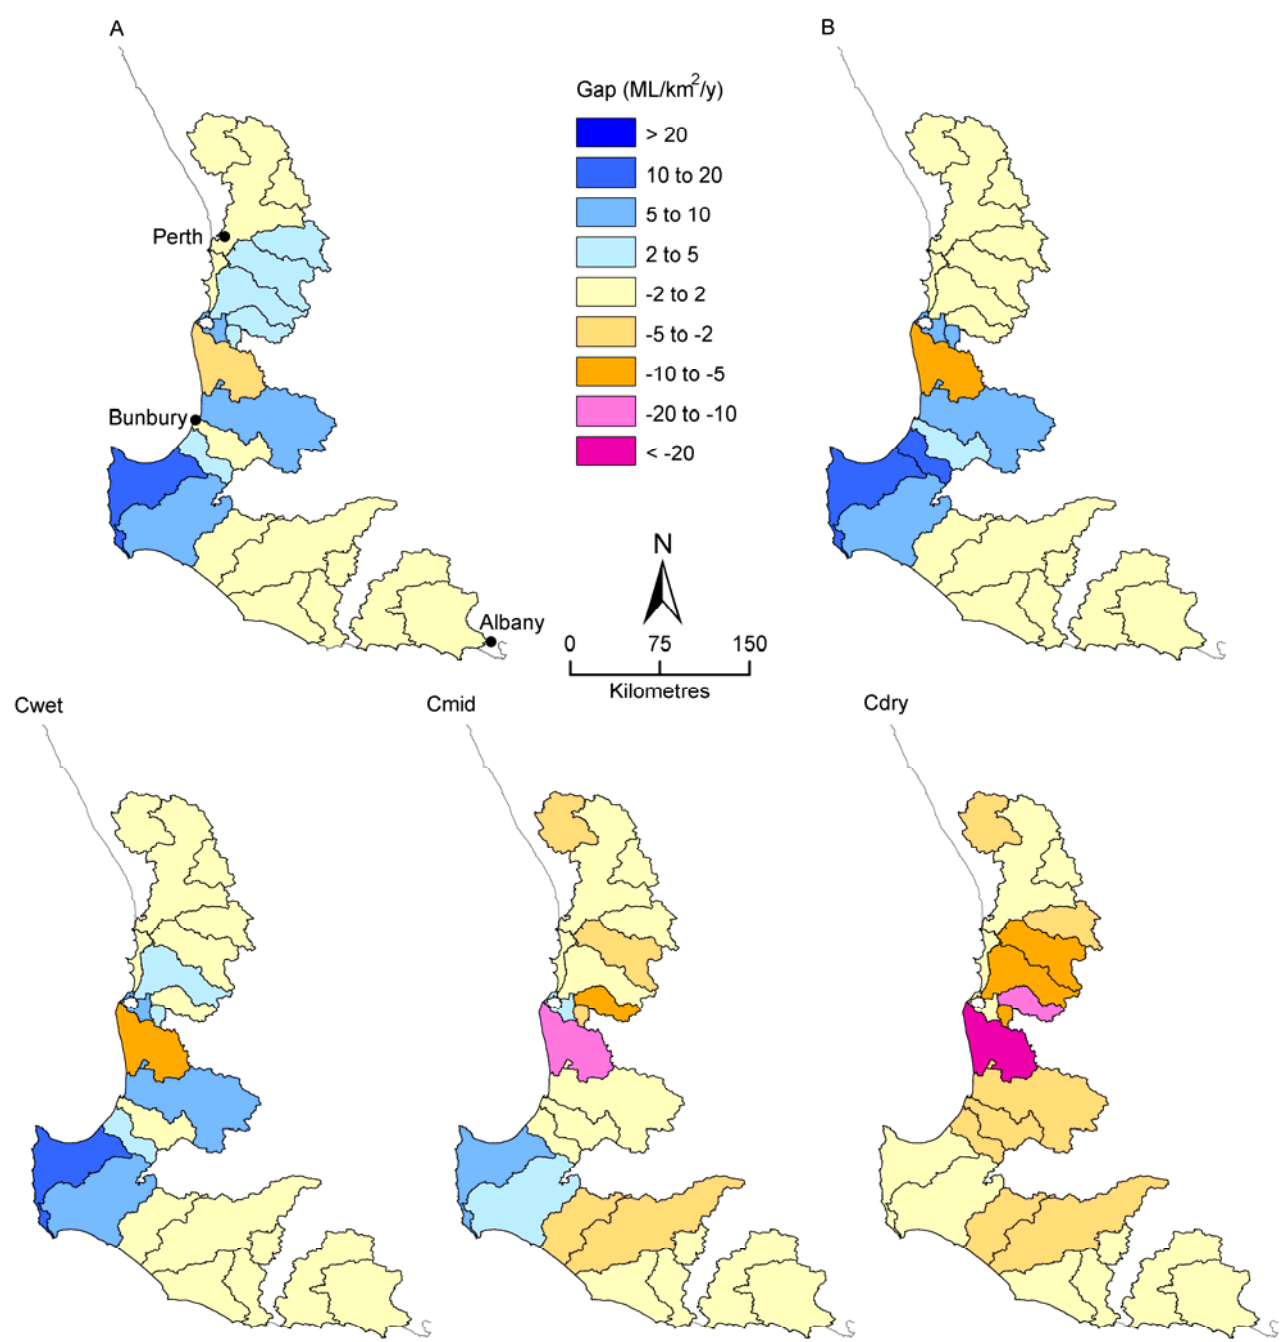 A
B
Gap (ML/km²/y)
> 20
10 to 20
5 to 10
2 to 5
-2 to 2
-5 to -2
-10 to -5
-20 to -10
< -20
Perth
Bunbury
Albany
N
0 75 150
Kilometres
Cwet
Cmid
Cdry